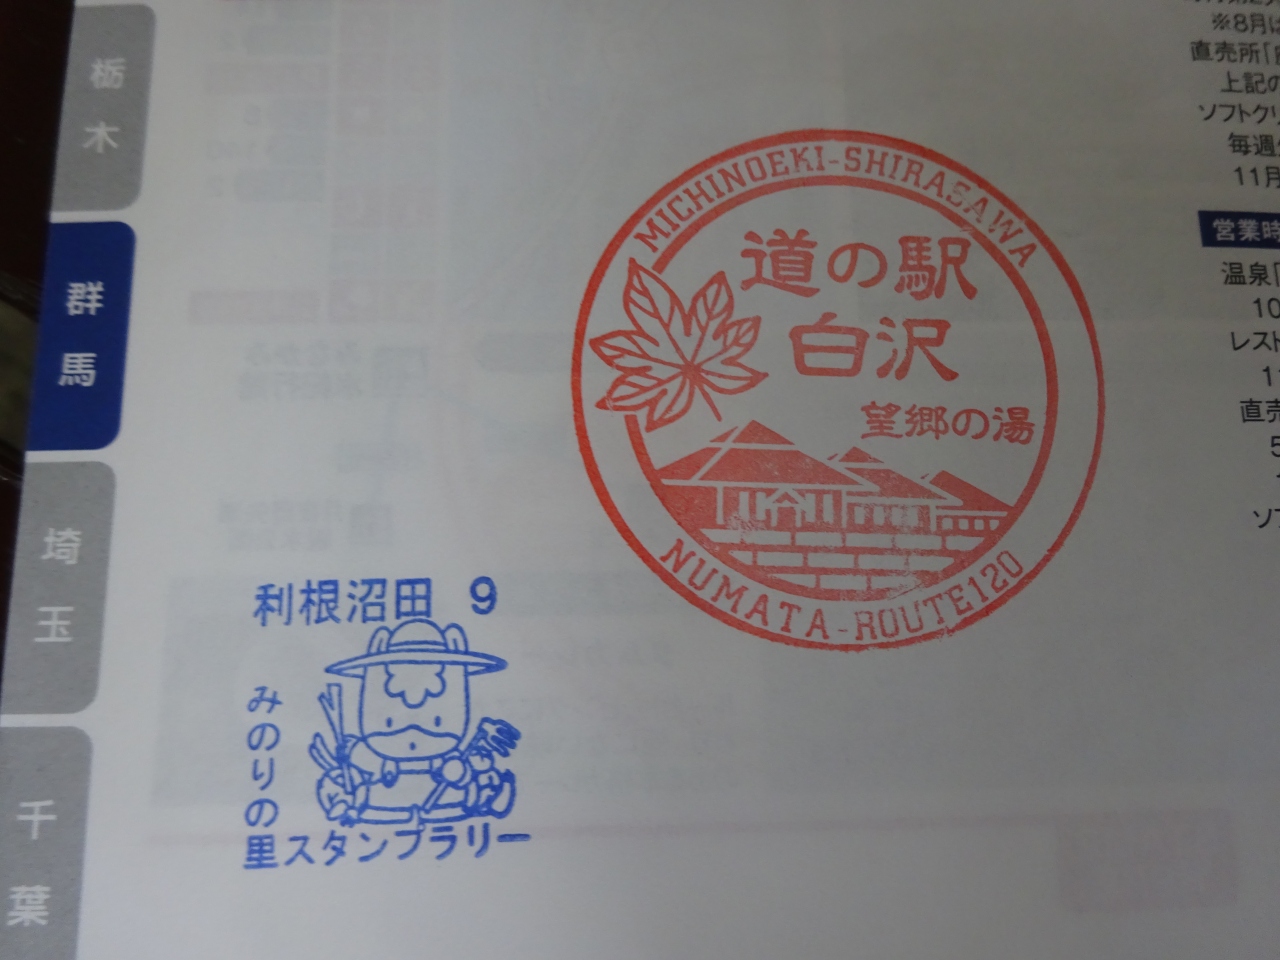 栃木
群馬
埼玉
千葉
MICHINOEKI-SHIRASAWA
道の駅
白沢
望郷の湯
NUMATA-ROUTE120
利根沼田 9
みのりの
里スタンプラリー
※8月は
直売所「
上記の
ソフトクリ
毎週
11月
営業時
温泉「
10
レスト
11
直売
5
ソフ